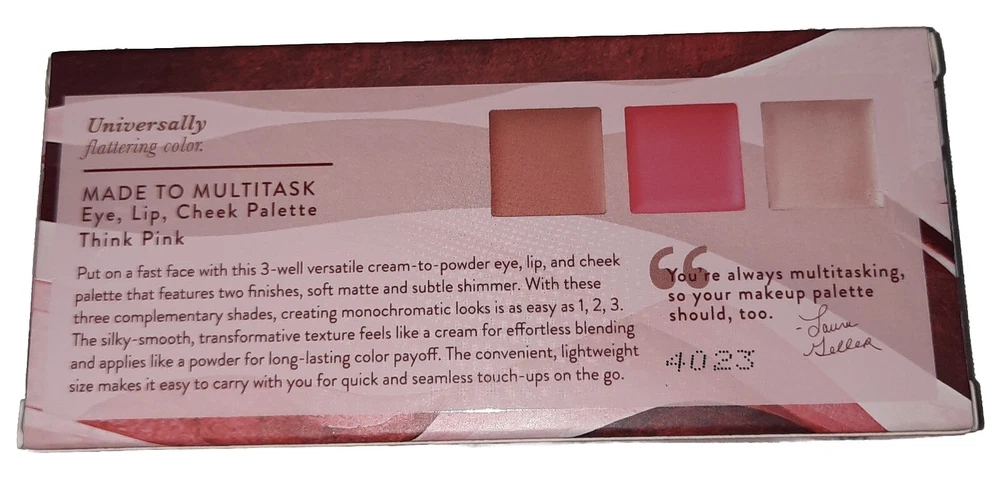 Universally
flattering color.
MADE TO MULTITASK
Eye, Lip, Cheek Palette
Think Pink
Put on a fast face with this 3-well versatile cream-to-powder eye, lip, and cheek
palette that features two finishes, soft matte and subtle shimmer. With these
three complementary shades, creating monochromatic looks is as easy as 1, 2, 3.
The silky-smooth, transformative texture feels like a cream for effortless blending
and applies like a powder for long-lasting color payoff. The convenient, lightweight
size makes it easy to carry with you for quick and seamless touch-ups on the go.
“You're always multitasking,
so your makeup palette
should, too.
-Laura
Geller
4023